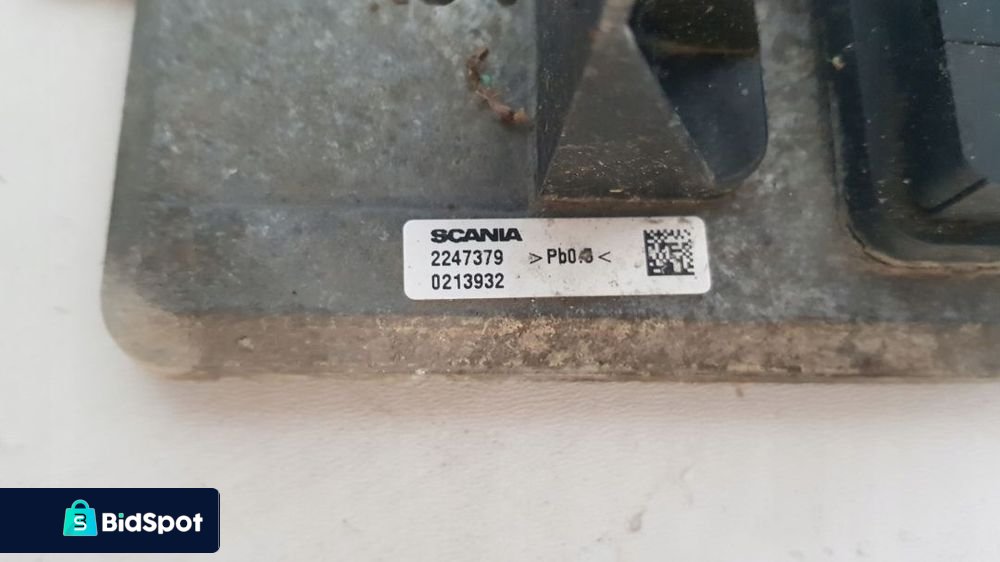 SCANIA
2247379
0213932
BidSpot